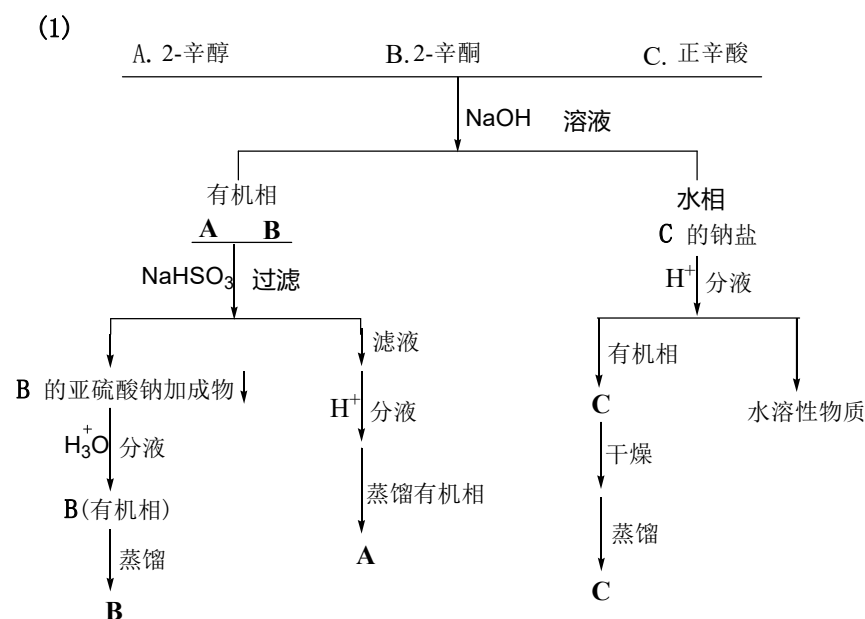 (1)
A. 2-辛醇 B. 2-辛酮 C. 正辛酸
NaOH 溶液
有机相 水相
A B C 的钠盐
NaHSO₃ 过滤 H⁺ 分液
滤液 有机相
B 的亚硫酸钠加成物↓ H⁺ 分液 C 水溶性物质
H₃⁺O 分液 干燥
B(有机相) 蒸馏有机相 蒸馏
蒸馏 A C
B